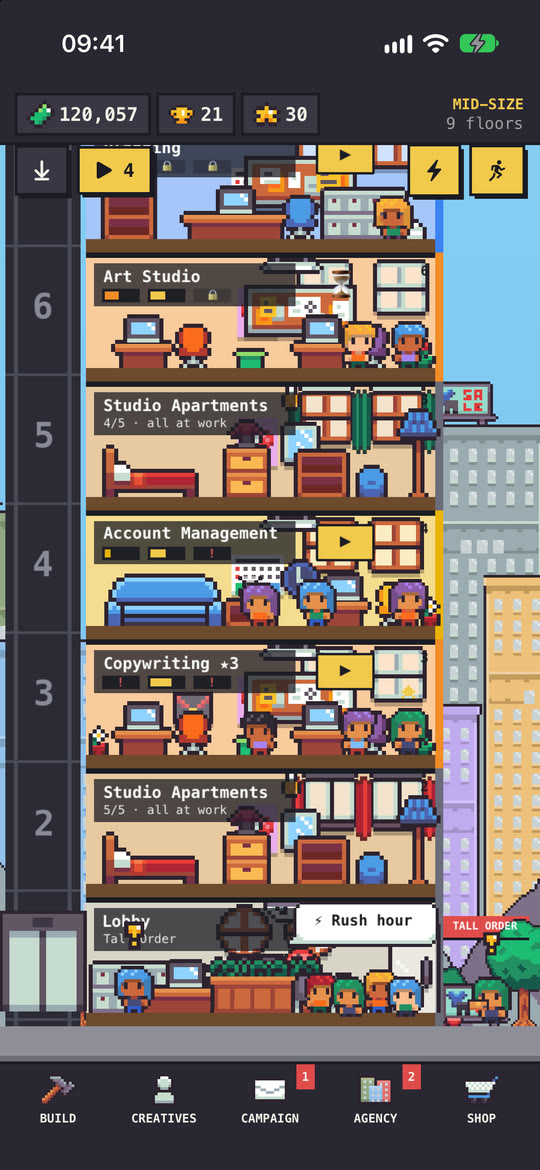 09:41
120,057
21
30
MID-SIZE
9 floors
4
6
Art Studio
5
Studio Apartments
4/5 · all at work
SA
LE
4
Account Management
!
3
Copywriting ★3
!
!
2
Studio Apartments
5/5 · all at work
Lobby
Tall Order
⚡ Rush hour
TALL ORDER
1
2
BUILD
CREATIVES
CAMPAIGN
AGENCY
SHOP